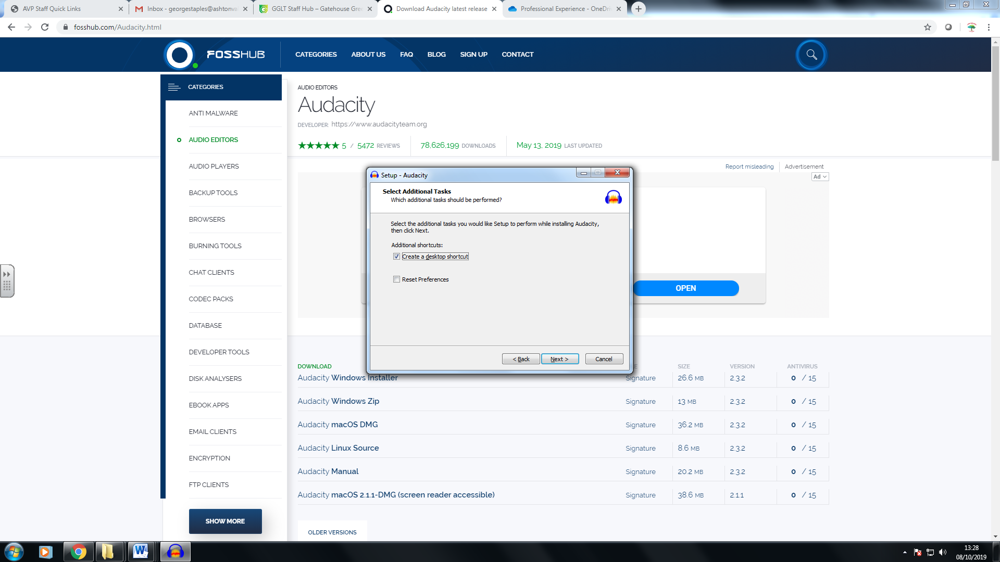 AVP Staff Quick Links
Inbox - georgestaples@ashtonva
GGLT Staff Hub – Gatehouse Gre
Download Audacity latest release
Professional Experience - OneDri
fosshub.com/Audacity.html
FOSSHUB
CATEGORIES ABOUT US FAQ BLOG SIGN UP CONTACT
CATEGORIES
ANTI MALWARE
AUDIO EDITORS
AUDIO PLAYERS
BACKUP TOOLS
BROWSERS
BURNING TOOLS
CHAT CLIENTS
CODEC PACKS
DATABASE
DEVELOPER TOOLS
DISK ANALYSERS
EBOOK APPS
EMAIL CLIENTS
ENCRYPTION
FTP CLIENTS
SHOW MORE
AUDIO EDITORS
Audacity
DEVELOPER: https://www.audacityteam.org
5 / 5472 REVIEWS 78,626,199 DOWNLOADS May 13, 2019 LAST UPDATED
Report misleading Advertisement
Ad
OPEN
Setup - Audacity
Select Additional Tasks
Which additional tasks should be performed?
Select the additional tasks you would like Setup to perform while installing Audacity,
then click Next.
Additional shortcuts:
Create a desktop shortcut
Reset Preferences
< Back Next > Cancel
DOWNLOAD SIZE VERSION ANTIVIRUS
Audacity Windows Installer Signature 26.6 MB 2.3.2 0 / 15
Audacity Windows Zip Signature 13 MB 2.3.2 0 / 15
Audacity macOS DMG Signature 36.2 MB 2.3.2 0 / 15
Audacity Linux Source Signature 8.6 MB 2.3.2 0 / 15
Audacity Manual Signature 20.2 MB 2.3.2 0 / 15
Audacity macOS 2.1.1-DMG (screen reader accessible) Signature 38.6 MB 2.1.1 0 / 15
OLDER VERSIONS
13:28
08/10/2019